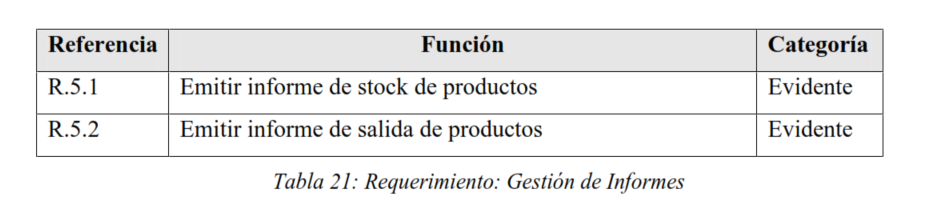 Referencia Función Categoría
R.5.1 Emitir informe de stock de productos Evidente
R.5.2 Emitir informe de salida de productos Evidente
Tabla 21: Requerimiento: Gestión de Informes